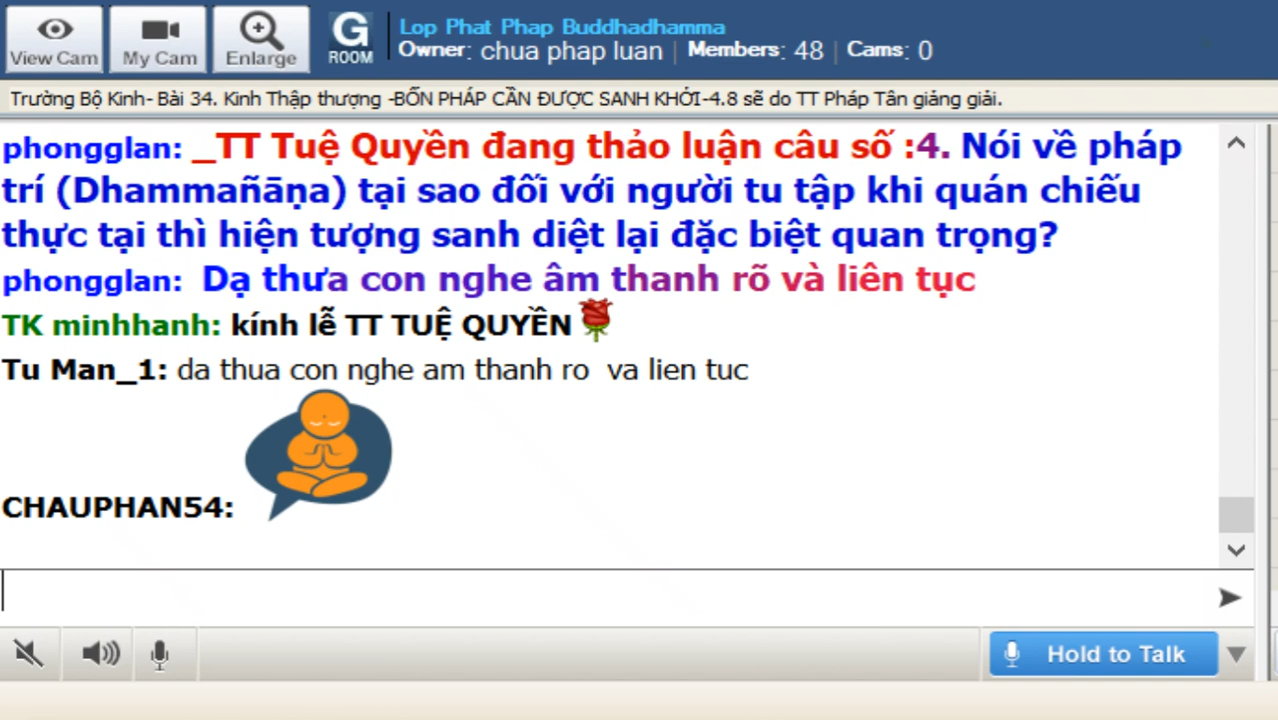 Lop Phat Phap Buddhadhamma
View Cam My Cam Enlarge G ROOM Owner: chua phap luan | Members: 48 | Cams: 0
Trường Bộ Kinh- Bài 34. Kinh Thập thượng -BỐN PHÁP CẦN ĐƯỢC SANH KHỞI-4.8 sẽ do TT Pháp Tân giảng giải.
phongglan: _TT Tuệ Quyền đang thảo luận câu số :4. Nói về pháp
trí (Dhammañāṇa) tại sao đối với người tu tập khi quán chiếu
thực tại thì hiện tượng sanh diệt lại đặc biệt quan trọng?
phongglan: Dạ thưa con nghe âm thanh rõ và liên tục
TK minhhanh: kính lễ TT TUỆ QUYỀN
Tu Man_1: da thua con nghe am thanh ro va lien tuc
CHAUPHAN54:
Hold to Talk